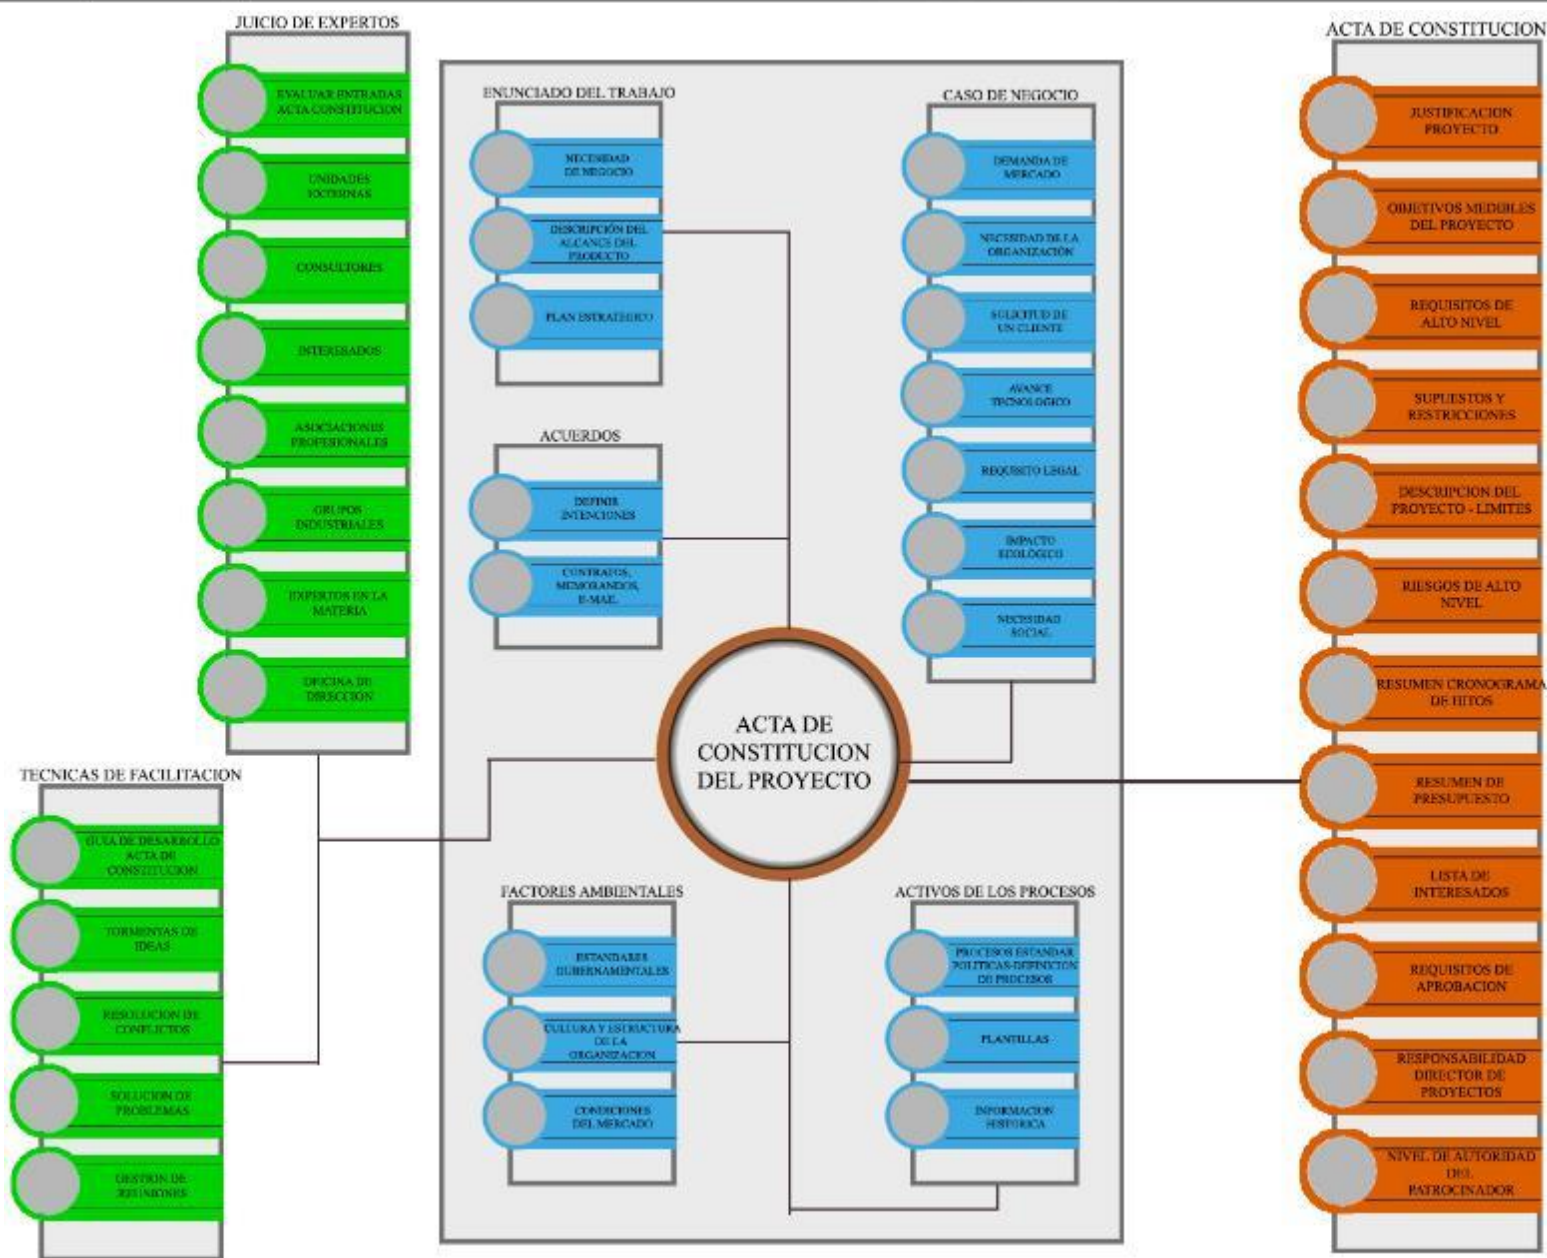 JUICIO DE EXPERTOS
EVALUAR ENTRADAS
ACTA CONSTITUCION
UNIDADES
EXTERNAS
CONSULTORES
INTERESADOS
ASOCIACIONES
PROFESIONALES
GRUPOS
INDUSTRIALES
EXPERTOS EN LA
MATERIA
OFICINA DE
DIRECCION
TECNICAS DE FACILITACION
GUIA DE DESARROLLO
ACTA DE
CONSTITUCION
TORMENTAS DE
IDEAS
RESOLUCION DE
CONFLICTOS
SOLUCION DE
PROBLEMAS
GESTION DE
REUNIONES
ENUNCIADO DEL TRABAJO
NECESIDAD
DE NEGOCIO
DESCRIPCIÓN DEL
ALCANCE DEL
PRODUCTO
PLAN ESTRATEGICO
ACUERDOS
DEFINIR
INTENCIONES
CONTRATOS,
MEMORANDOS,
E-MAIL
CASO DE NEGOCIO
DEMANDA DE
MERCADO
NECESIDAD DE LA
ORGANIZACIÓN
SOLICITUD DE
UN CLIENTE
AVANCE
TECNOLOGICO
REQUISITO LEGAL
IMPACTO
ECOLÓGICO
NECESIDAD
SOCIAL
ACTA DE
CONSTITUCION
DEL PROYECTO
FACTORES AMBIENTALES
ESTANDARES
GUBERNAMENTALES
CULTURA Y ESTRUCTURA
DE LA
ORGANIZACION
CONDICIONES
DEL MERCADO
ACTIVOS DE LOS PROCESOS
PROCESOS ESTANDAR
POLITICAS-DEFINICION
DE PROCESOS
PLANTILLAS
INFORMACION
HISTORICA
ACTA DE CONSTITUCION
JUSTIFICACION
PROYECTO
OBJETIVOS MEDIBLES
DEL PROYECTO
REQUISITOS DE
ALTO NIVEL
SUPUESTOS Y
RESTRICCIONES
DESCRIPCION DEL
PROYECTO - LIMITES
RIESGOS DE ALTO
NIVEL
RESUMEN CRONOGRAMA
DE HITOS
RESUMEN DE
PRESUPUESTO
LISTA DE
INTERESADOS
REQUISITOS DE
APROBACION
RESPONSABILIDAD
DIRECTOR DE
PROYECTOS
NIVEL DE AUTORIDAD
DEL
PATROCINADOR